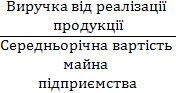 Виручка від реалізації
продукції
Середньорічна вартість
майна
підприємства